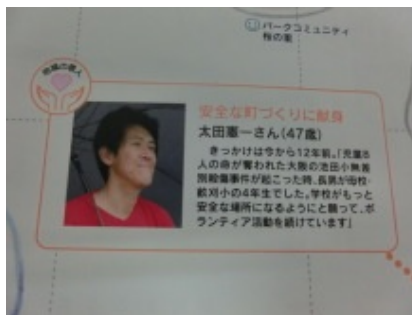 パークコミュニティ
桜の里
地域の達人
安全な町づくりに献身
太田憲一さん(47歳)
きっかけは今から12年前。「児童8
人の命が奪われた大阪の池田小無差
別殺傷事件が起こった時、長男が母校・
畝刈小の4年生でした。学校がもっと
安全な場所になるようにと願って、ボ
ランティア活動を続けています」